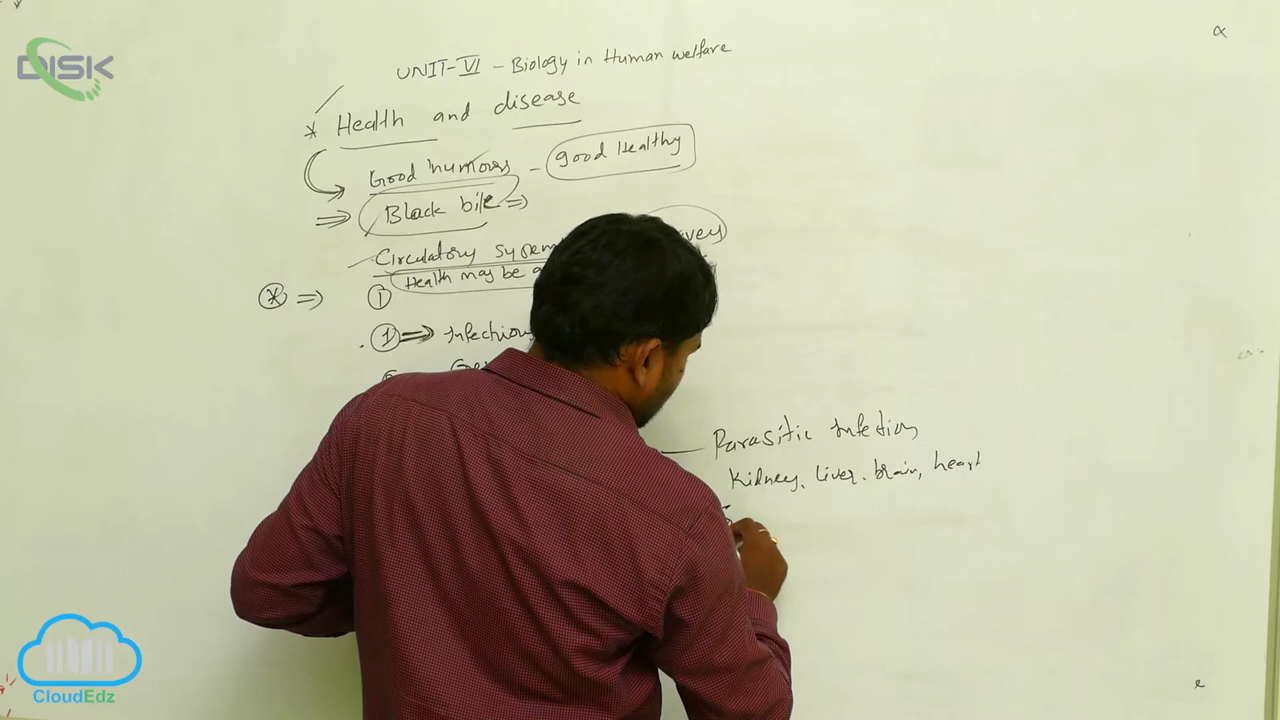 DISK
UNIT-VI - Biology in Human welfare
* Health and disease
Good humours - good Healthy
⇒ Black bile ⇒
Circulatory
Health may be
* ⇒ 1
1 ⇒ Infection
Parasitic Infection
Kidney, liver. brain, heart
CloudEdz